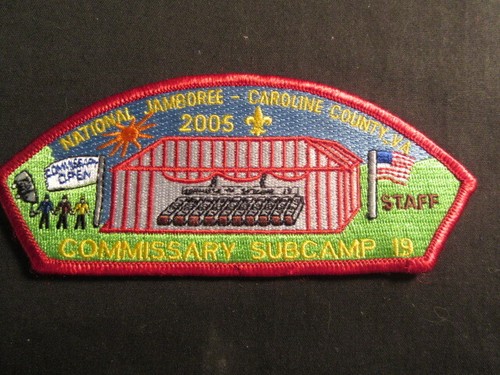 NATIONAL JAMBOREE - CAROLINE COUNTY, VA
2005
COMMISSARY
OPEN
STAFF
COMMISSARY SUBCAMP 19